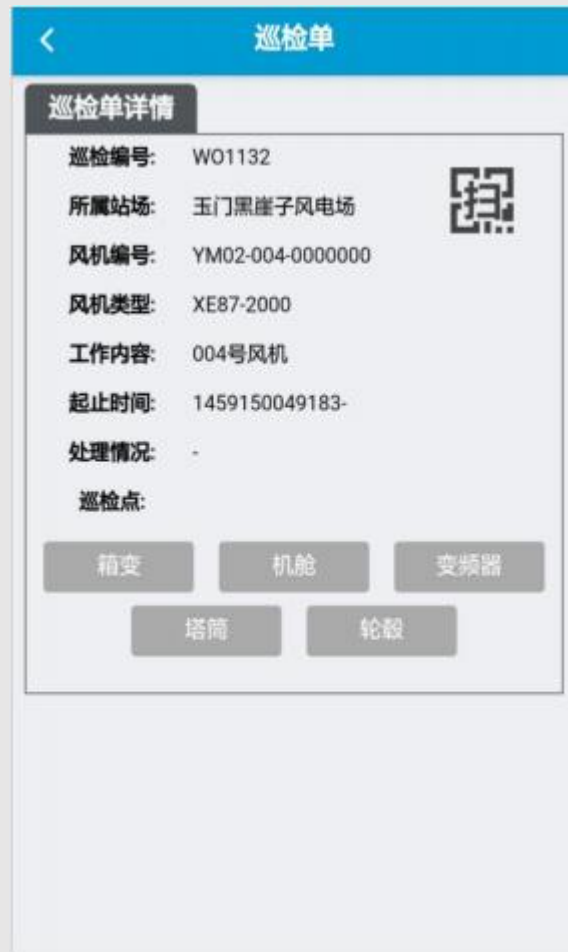 巡检单
巡检单详情
巡检编号: WO1132
扫
所属站场: 玉门黑崖子风电场
风机编号: YM02-004-0000000
风机类型: XE87-2000
工作内容: 004号风机
起止时间: 1459150049183-
处理情况: -
巡检点:
箱变 机舱 变频器
塔筒 轮毂